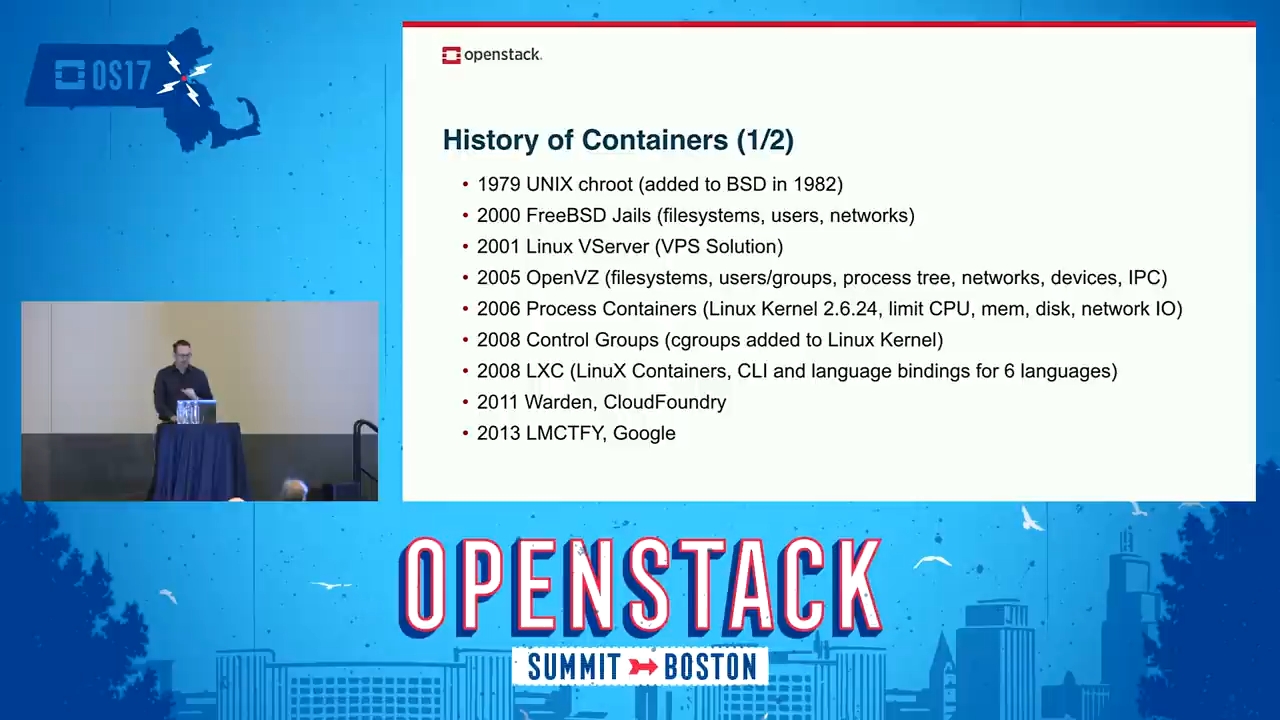 OS17
openstack.
History of Containers (1/2)
• 1979 UNIX chroot (added to BSD in 1982)
• 2000 FreeBSD Jails (filesystems, users, networks)
• 2001 Linux VServer (VPS Solution)
• 2005 OpenVZ (filesystems, users/groups, process tree, networks, devices, IPC)
• 2006 Process Containers (Linux Kernel 2.6.24, limit CPU, mem, disk, network IO)
• 2008 Control Groups (cgroups added to Linux Kernel)
• 2008 LXC (LinuX Containers, CLI and language bindings for 6 languages)
• 2011 Warden, CloudFoundry
• 2013 LMCTFY, Google
OPENSTACK
SUMMIT BOSTON